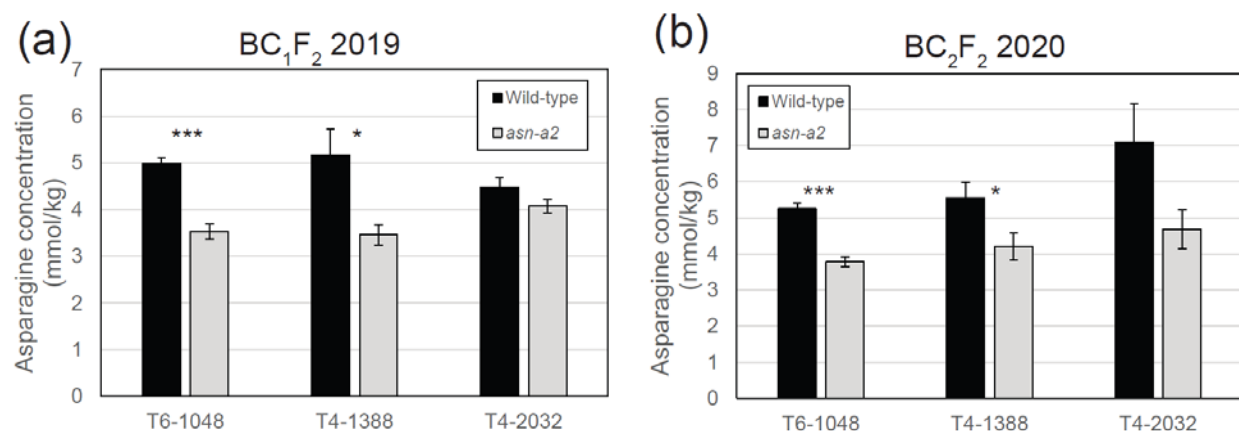 (a)
BC₁F₂ 2019
Asparagine concentration
(mmol/kg)
7
6
5
4
3
2
1
0
Wild-type
asn-a2
***
*
T6-1048
T4-1388
T4-2032
(b)
BC₂F₂ 2020
Asparagine concentration
(mmol/kg)
9
8
7
6
5
4
3
2
1
0
Wild-type
asn-a2
***
*
T6-1048
T4-1388
T4-2032